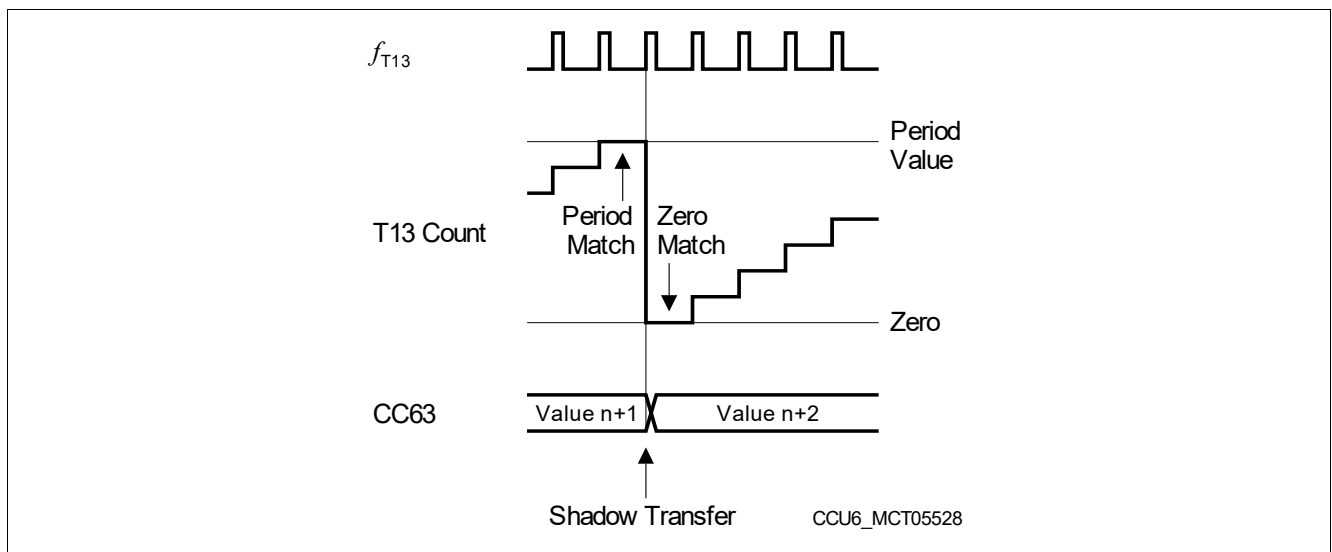 fT13
Period
Value
Period
Match
Zero
Match
T13 Count
Zero
CC63
Value n+1
Value n+2
Shadow Transfer
CCU6_MCT05528